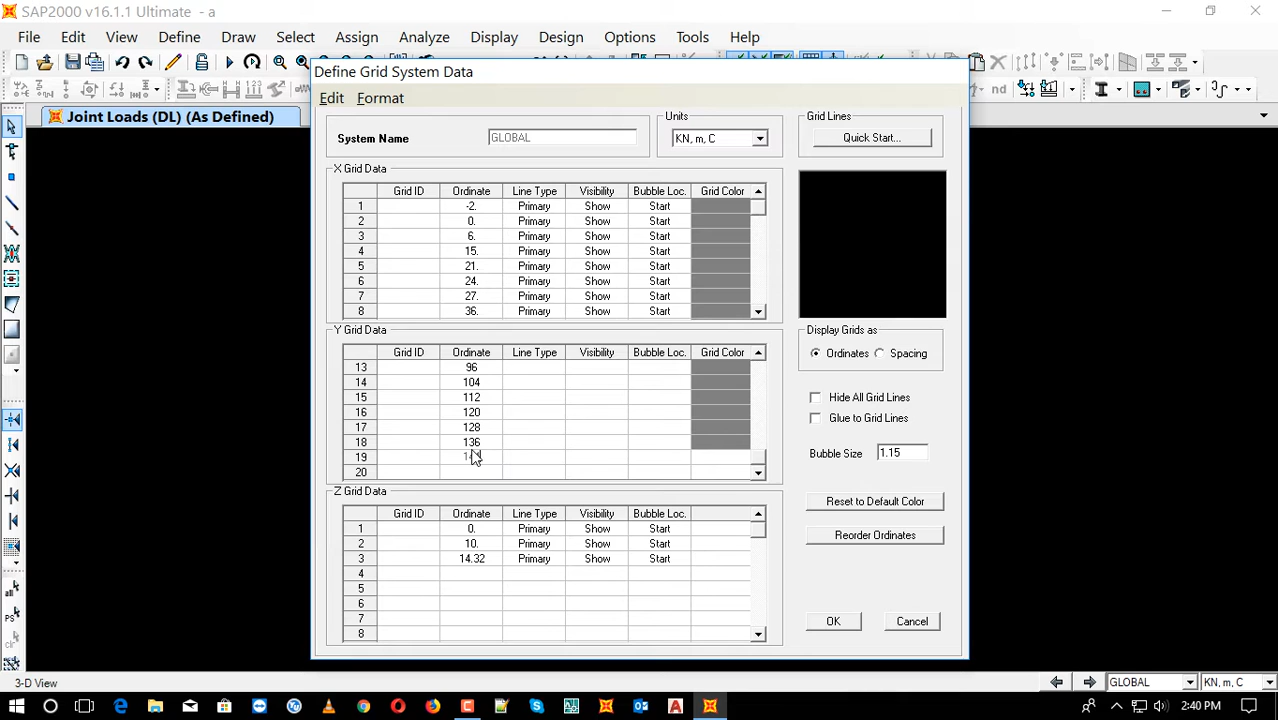 SAP2000 v16.1.1 Ultimate - a
File Edit View Define Draw Select Assign Analyze Display Design Options Tools Help
nd
Joint Loads (DL) (As Defined)
Define Grid System Data
Edit Format
System Name GLOBAL
Units
KN, m, C
Grid Lines
Quick Start...
X Grid Data
Grid ID Ordinate Line Type Visibility Bubble Loc. Grid Color
1 -2. Primary Show Start
2 0. Primary Show Start
3 6. Primary Show Start
4 15. Primary Show Start
5 21. Primary Show Start
6 24. Primary Show Start
7 27. Primary Show Start
8 36. Primary Show Start
Y Grid Data
Grid ID Ordinate Line Type Visibility Bubble Loc. Grid Color
13 96
14 104
15 112
16 120
17 128
18 136
19
20
Z Grid Data
Grid ID Ordinate Line Type Visibility Bubble Loc.
1 0. Primary Show Start
2 10. Primary Show Start
3 14.32 Primary Show Start
4
5
6
7
8
Display Grids as
Ordinates Spacing
Hide All Grid Lines
Glue to Grid Lines
Bubble Size 1.15
Reset to Default Color
Reorder Ordinates
OK Cancel
all
PS
clr
3-D View
GLOBAL KN, m, C
2:40 PM